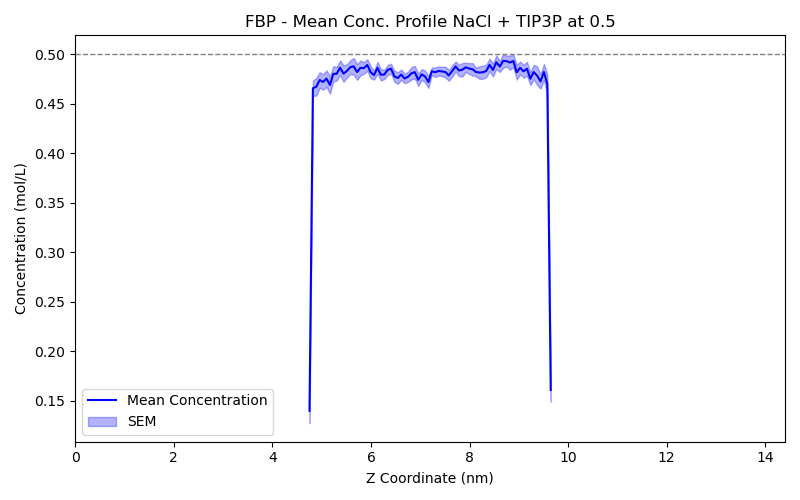 FBP - Mean Conc. Profile NaCl + TIP3P at 0.5
0.50
0.45
0.40
0.35
0.30
0.25
0.20
0.15
Concentration (mol/L)
Mean Concentration
SEM
0 2 4 6 8 10 12 14
Z Coordinate (nm)